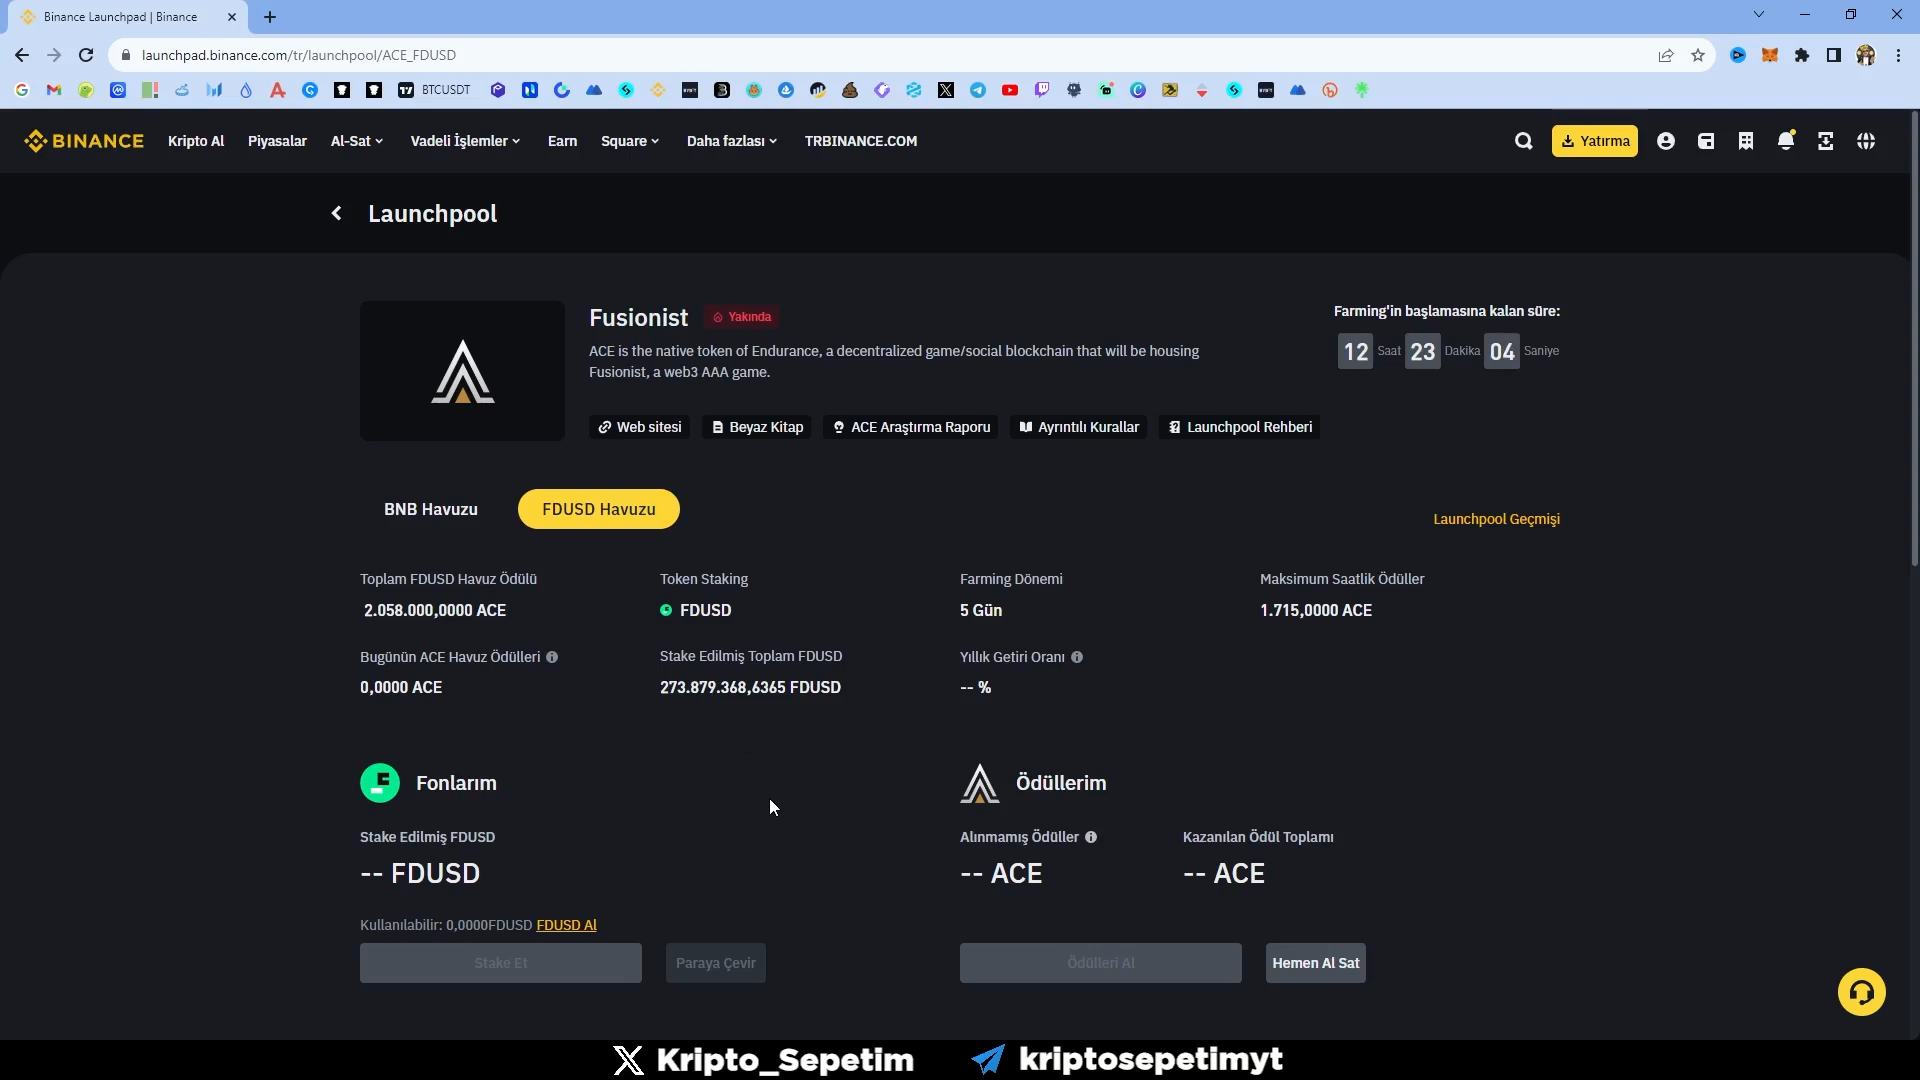 Binance Launchpad | Binance
launchpad.binance.com/tr/launchpool/ACE_FDUSD
BTCUSDT
BINANCE Kripto Al Piyasalar Al-Sat Vadeli İşlemler Earn Square Daha fazlası TRBINANCE.COM Yatırma
Launchpool
Fusionist Yakında
ACE is the native token of Endurance, a decentralized game/social blockchain that will be housing
Fusionist, a web3 AAA game.
Farming'in başlamasına kalan süre:
12 Saat 23 Dakika 04 Saniye
Web sitesi Beyaz Kitap ACE Araştırma Raporu Ayrıntılı Kurallar Launchpool Rehberi
BNB Havuzu FDUSD Havuzu
Launchpool Geçmişi
Toplam FDUSD Havuz Ödülü Token Staking Farming Dönemi Maksimum Saatlik Ödüller
2.058.000,0000 ACE FDUSD 5 Gün 1.715,0000 ACE
Bugünün ACE Havuz Ödülleri Stake Edilmiş Toplam FDUSD Yıllık Getiri Oranı
0,0000 ACE 273.879.368,6365 FDUSD -- %
Fonlarım Ödüllerim
Stake Edilmiş FDUSD Alınmamış Ödüller Kazanılan Ödül Toplamı
-- FDUSD -- ACE -- ACE
Kullanılabilir: 0,0000FDUSD FDUSD Al
Stake Et Paraya Çevir Ödülleri Al Hemen Al Sat
Kripto_Sepetim kriptosepetimyt